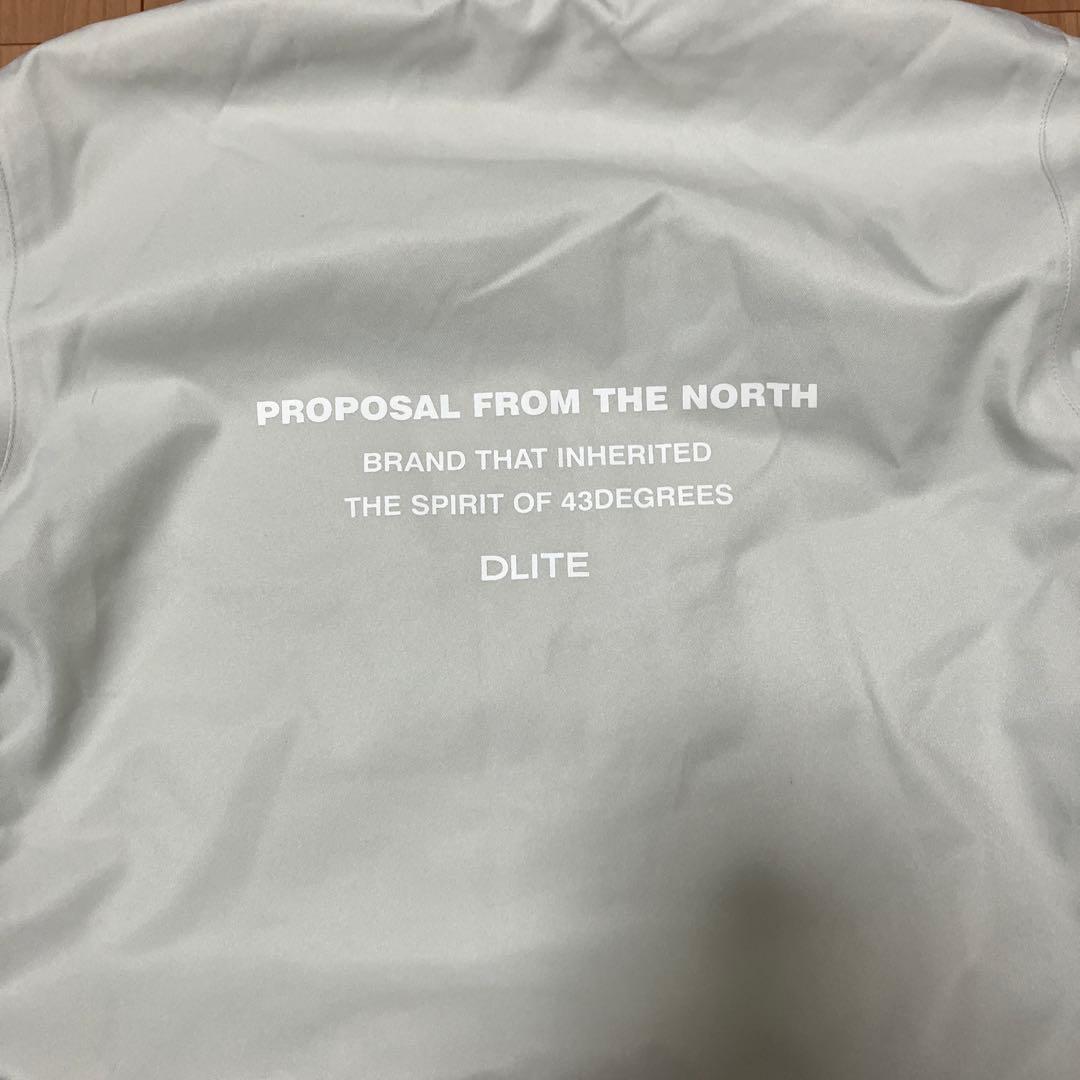 PROPOSAL FROM THE NORTH
BRAND THAT INHERITED
THE SPIRIT OF 43DEGREES
DLITE